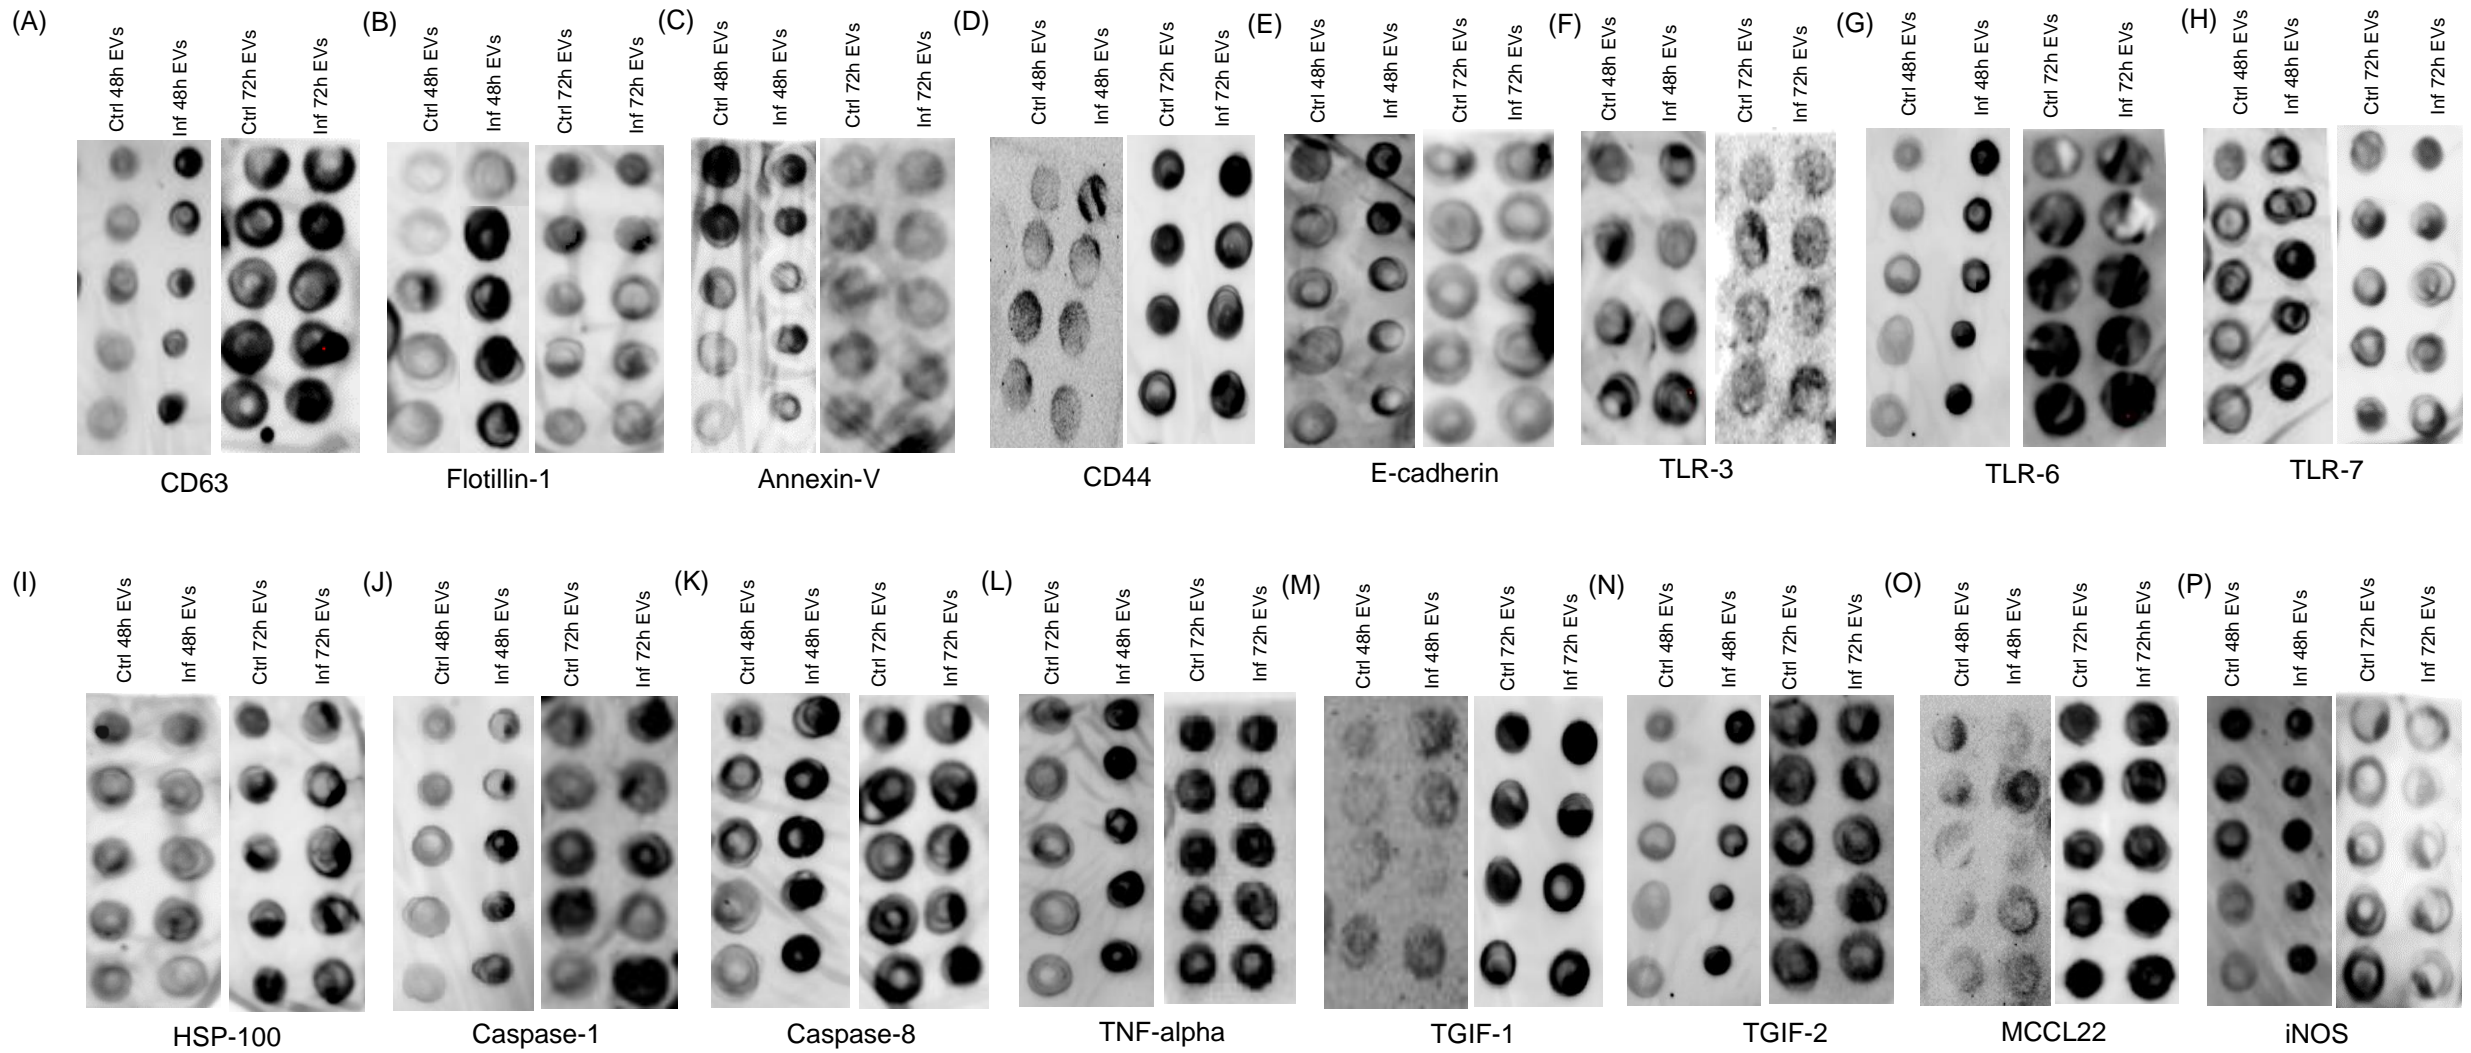 (A) (B) (C) (D) (E) (F) (G) (H)
Ctrl 48h EVs Inf 48h EVs Ctrl 72h EVs Inf 72h EVs
Ctrl 48h EVs Inf 48h EVs Ctrl 72h EVs Inf 72h EVs
Ctrl 48h EVs Inf 48h EVs Ctrl 72h EVs Inf 72h EVs
Ctrl 48h EVs Inf 48h EVs Ctrl 72h EVs Inf 72h EVs
Ctrl 48h EVs Inf 48h EVs Ctrl 72h EVs Inf 72h EVs
Ctrl 48h EVs Inf 48h EVs Ctrl 72h EVs Inf 72h EVs
Ctrl 48h EVs Inf 48h EVs Ctrl 72h EVs Inf 72h EVs
Ctrl 48h EVs Inf 48h EVs Ctrl 72h EVs Inf 72h EVs
CD63 Flotillin-1 Annexin-V CD44 E-cadherin TLR-3 TLR-6 TLR-7
(I) (J) (K) (L) (M) (N) (O) (P)
Ctrl 48h EVs Inf 48h EVs Ctrl 72h EVs Inf 72h EVs
Ctrl 48h EVs Inf 48h EVs Ctrl 72h EVs Inf 72h EVs
Ctrl 48h EVs Inf 48h EVs Ctrl 72h EVs Inf 72h EVs
Ctrl 72h EVs Inf 48h EVs Ctrl 72h EVs Inf 72h EVs
Ctrl 48h EVs Inf 48h EVs Ctrl 72h EVs Inf 72h EVs
Ctrl 48h EVs Inf 48h EVs Ctrl 72h EVs Inf 72h EVs
Ctrl 48h EVs Inf 48h EVs Ctrl 72h EVs Inf 72hh EVs
Ctrl 48h EVs Inf 48h EVs Ctrl 72h EVs Inf 72h EVs
HSP-100 Caspase-1 Caspase-8 TNF-alpha TGIF-1 TGIF-2 MCCL22 iNOS